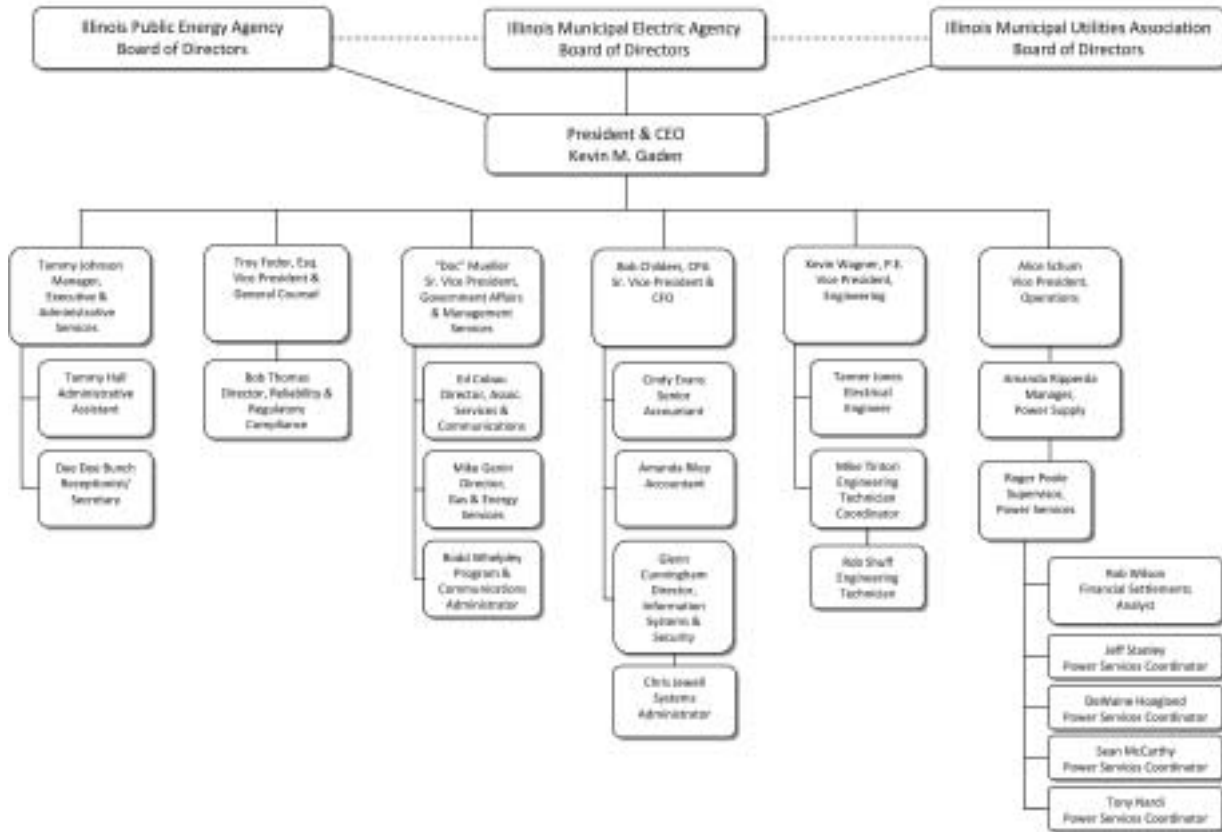 Illinois Public Energy Agency
Board of Directors
Illinois Municipal Electric Agency
Board of Directors
Illinois Municipal Utilities Association
Board of Directors
President & CEO
Kevin M. Gaden
Tammy Johnson
Manager,
Executive &
Administrative
Services
Troy Fodor, Esq.
Vice President &
General Counsel
"Doc" Mueller
Sr. Vice President,
Government Affairs
& Management
Services
Bob Childers, CPA
Sr. Vice President &
CFO
Kevin Wagner, P.E.
Vice President,
Engineering
Alice Schum
Vice President,
Operations
Tammy Hall
Administrative
Assistant
Dee Dee Bunch
Receptionist/
Secretary
Bob Thomas
Director, Reliability &
Regulatory
Compliance
Ed
Director, Assoc.
Services &
Communications
Mike Genin
Director,
Gas & Energy
Services
Rodd Whelpley
Program &
Communications
Administrator
Cindy Evans
Senior
Accountant
Amanda Riley
Accountant
Glenn
Cunningham
Director,
Information
Systems &
Security
Chris Jewell
Systems
Administrator
Tanner Jones
Electrical
Engineer
Mike
Engineering
Technician
Coordinator
Rob Shuff
Engineering
Technician
Amanda Ripperda
Manager,
Power Supply
Roger Poole
Supervisor,
Power Services
Rob Wilson
Financial Settlements
Analyst
Jeff Stanley
Power Services Coordinator
DeWaine Hoagland
Power Services Coordinator
Sean McCarthy
Power Services Coordinator
Tony Nardi
Power Services Coordinator